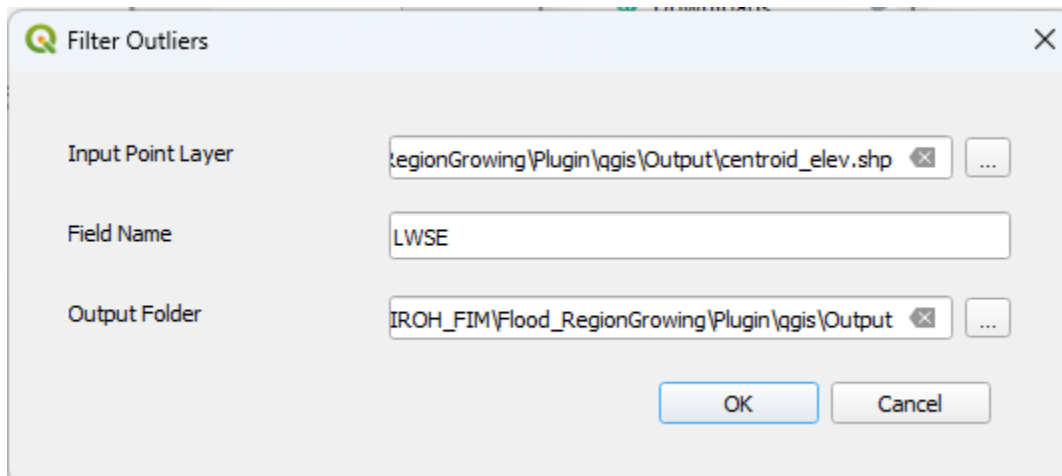 Filter Outliers
Input Point Layer
RegionGrowing\Plugin\qgis\Output\centroid_elev.shp
...
Field Name
LWSE
Output Folder
IROH_FIM\Flood_RegionGrowing\Plugin\qgis\Output
...
OK
Cancel